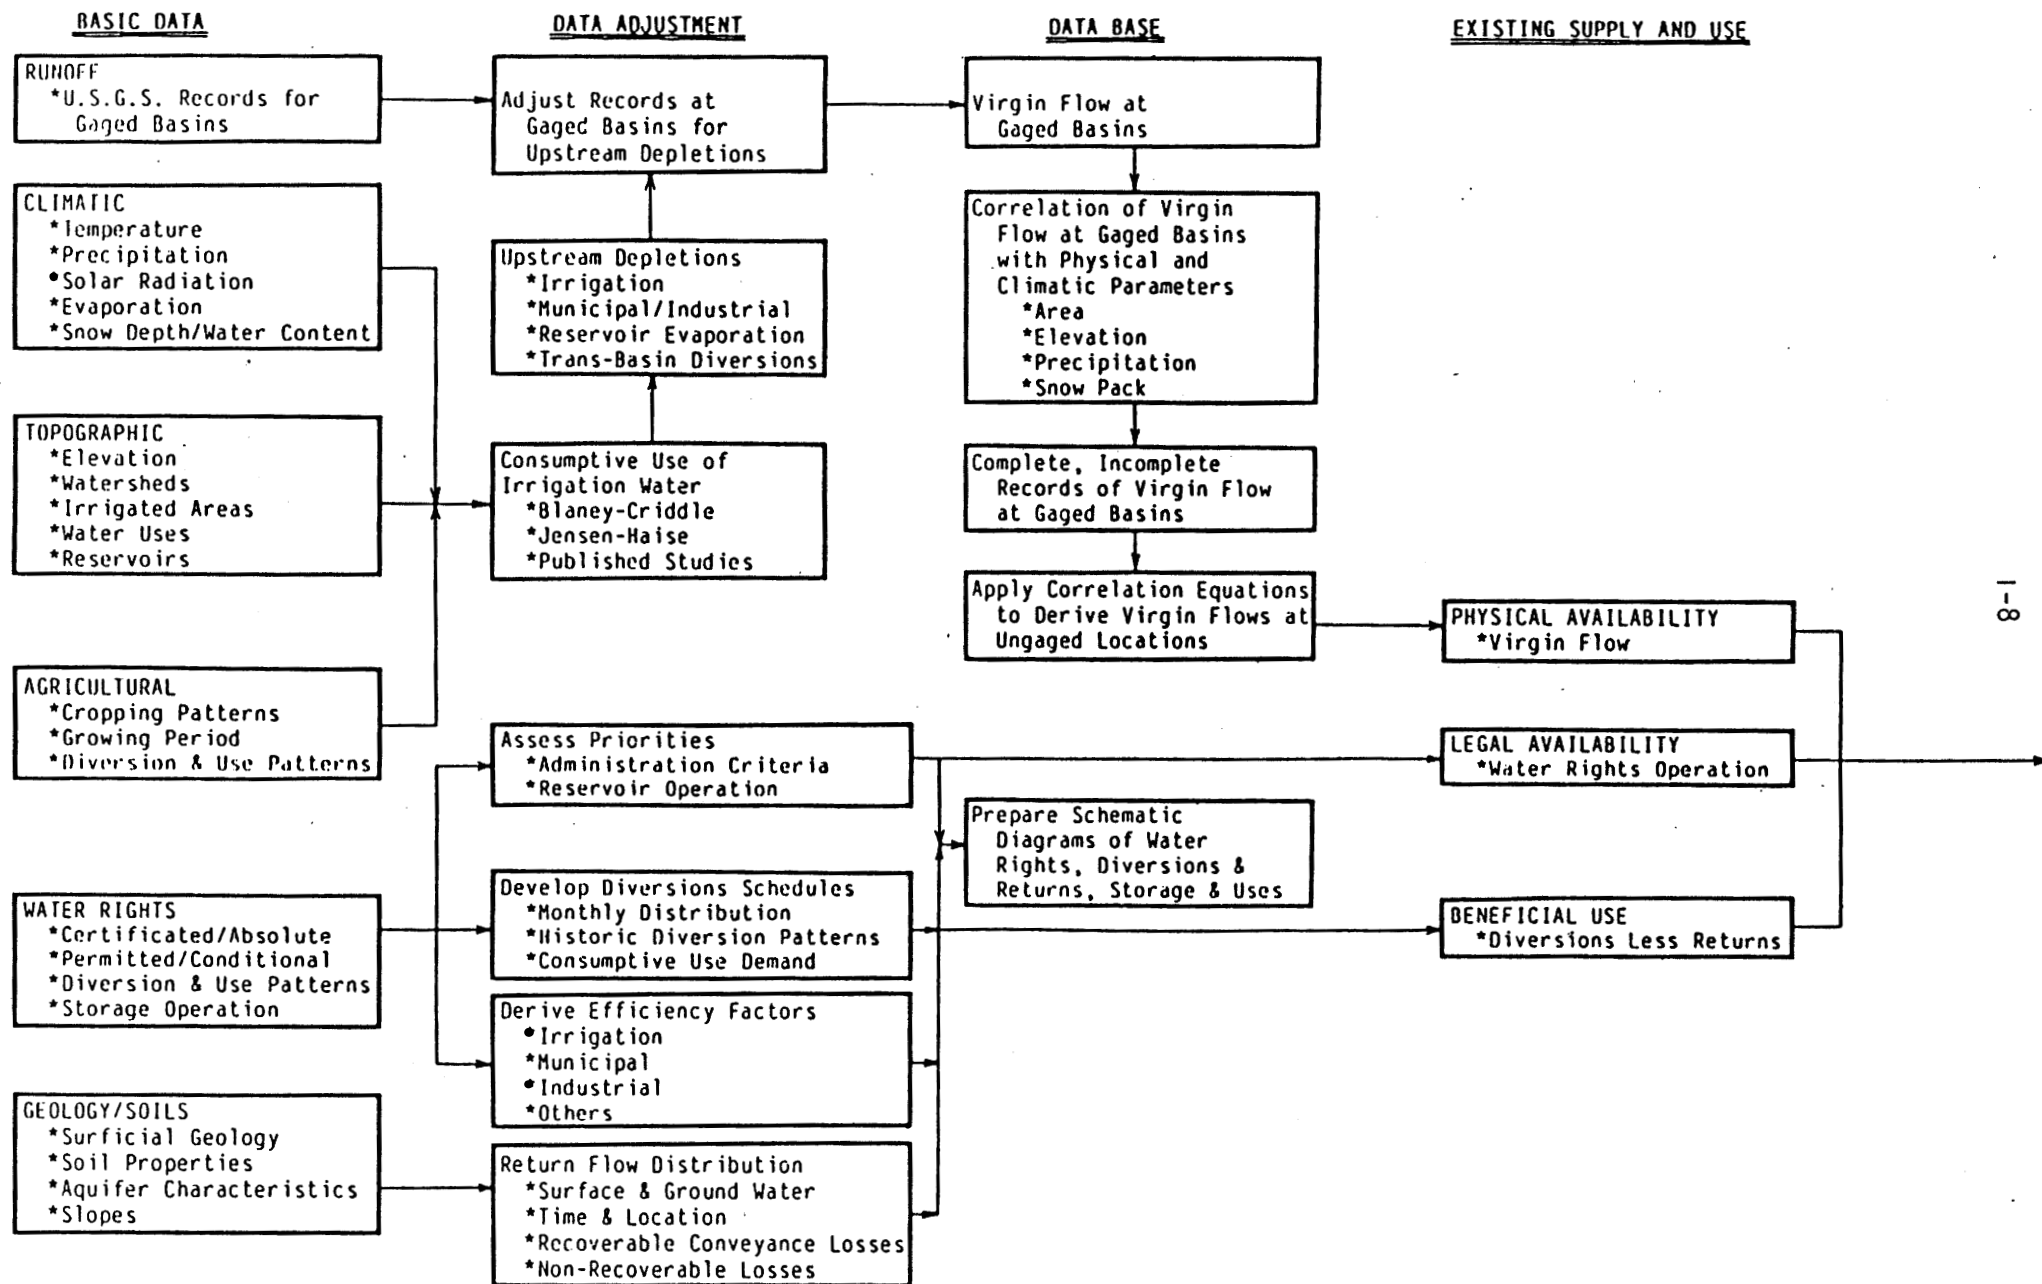 BASIC DATA
RUNOFF
*U.S.G.S. Records for
Gaged Basins
CLIMATIC
*Temperature
*Precipitation
*Solar Radiation
*Evaporation
*Snow Depth/Water Content
TOPOGRAPHIC
*Elevation
*Watersheds
*Irrigated Areas
*Water Uses
*Reservoirs
AGRICULTURAL
*Cropping Patterns
*Growing Period
*Diversion & Use Patterns
WATER RIGHTS
*Certificated/Absolute
*Permitted/Conditional
*Diversion & Use Patterns
*Storage Operation
GEOLOGY/SOILS
*Surficial Geology
*Soil Properties
*Aquifer Characteristics
*Slopes
DATA ADJUSTMENT
Adjust Records at
Gaged Basins for
Upstream Depletions
Upstream Depletions
*Irrigation
*Municipal/Industrial
*Reservoir Evaporation
*Trans-Basin Diversions
Consumptive Use of
Irrigation Water
*Blaney-Criddle
*Jensen-Haise
*Published Studies
Assess Priorities
*Administration Criteria
*Reservoir Operation
Develop Diversions Schedules
*Monthly Distribution
*Historic Diversion Patterns
*Consumptive Use Demand
Derive Efficiency Factors
*Irrigation
*Municipal
*Industrial
*Others
Return Flow Distribution
*Surface & Ground Water
*Time & Location
*Recoverable Conveyance Losses
*Non-Recoverable Losses
DATA BASE
Virgin Flow at
Gaged Basins
Correlation of Virgin
Flow at Gaged Basins
with Physical and
Climatic Parameters
*Area
*Elevation
*Precipitation
*Snow Pack
Complete, Incomplete
Records of Virgin Flow
at Gaged Basins
Apply Correlation Equations
to Derive Virgin Flows at
Ungaged Locations
Prepare Schematic
Diagrams of Water
Rights, Diversions &
Returns, Storage & Uses
EXISTING SUPPLY AND USE
PHYSICAL AVAILABILITY
*Virgin Flow
LEGAL AVAILABILITY
*Water Rights Operation
BENEFICIAL USE
*Diversions Less Returns
I-8